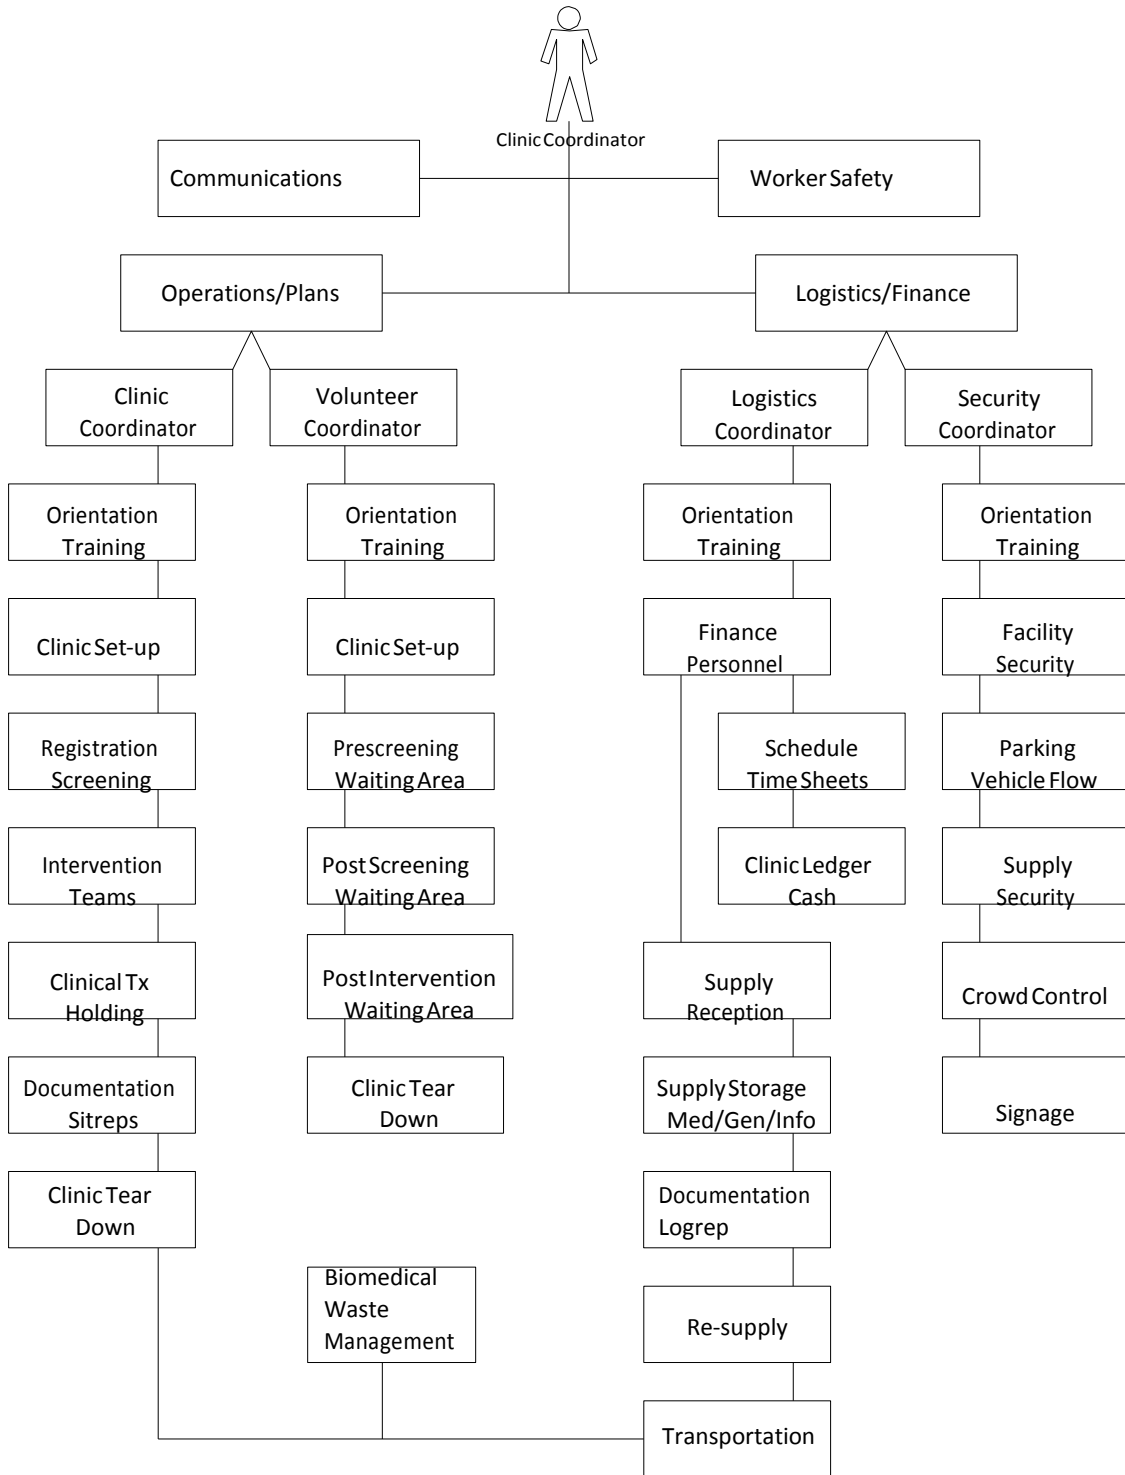 Clinic Coordinator
Communications
Worker Safety
Operations/Plans
Logistics/Finance
Clinic
Coordinator
Volunteer
Coordinator
Logistics
Coordinator
Security
Coordinator
Orientation
Training
Orientation
Training
Orientation
Training
Orientation
Training
Clinic Set-up
Clinic Set-up
Finance
Personnel
Facility
Security
Registration
Screening
Prescreening
Waiting Area
Schedule
Time Sheets
Parking
Vehicle Flow
Intervention
Teams
Post Screening
Waiting Area
Clinic Ledger
Cash
Supply
Security
Clinical Tx
Holding
Post Intervention
Waiting Area
Supply
Reception
Crowd Control
Documentation
Sitreps
Clinic Tear
Down
Supply Storage
Med/Gen/Info
Signage
Clinic Tear
Down
Documentation
Logrep
Biomedical
Waste
Management
Re-supply
Transportation